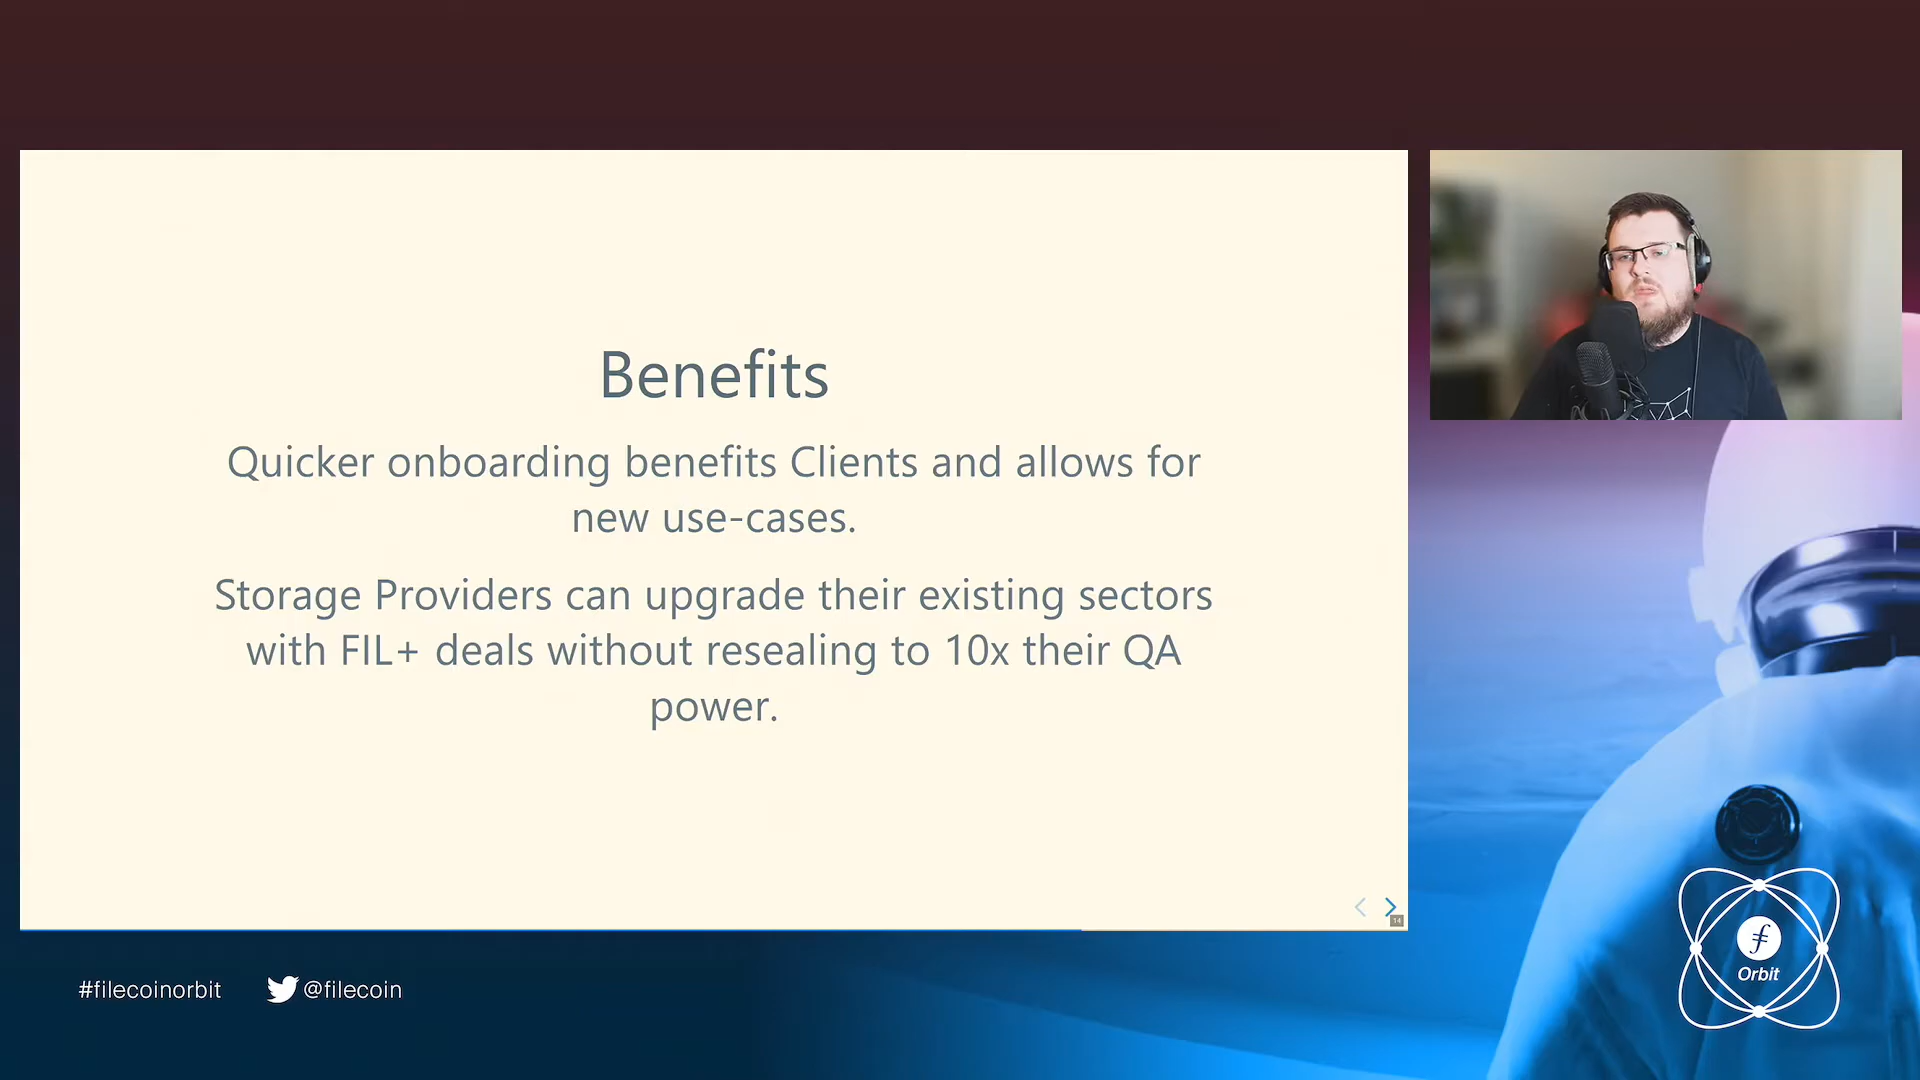 Benefits
Quicker onboarding benefits Clients and allows for
new use-cases.
Storage Providers can upgrade their existing sectors
with FIL+ deals without resealing to 10x their QA
power.
14
#filecoinorbit
@filecoin
Orbit